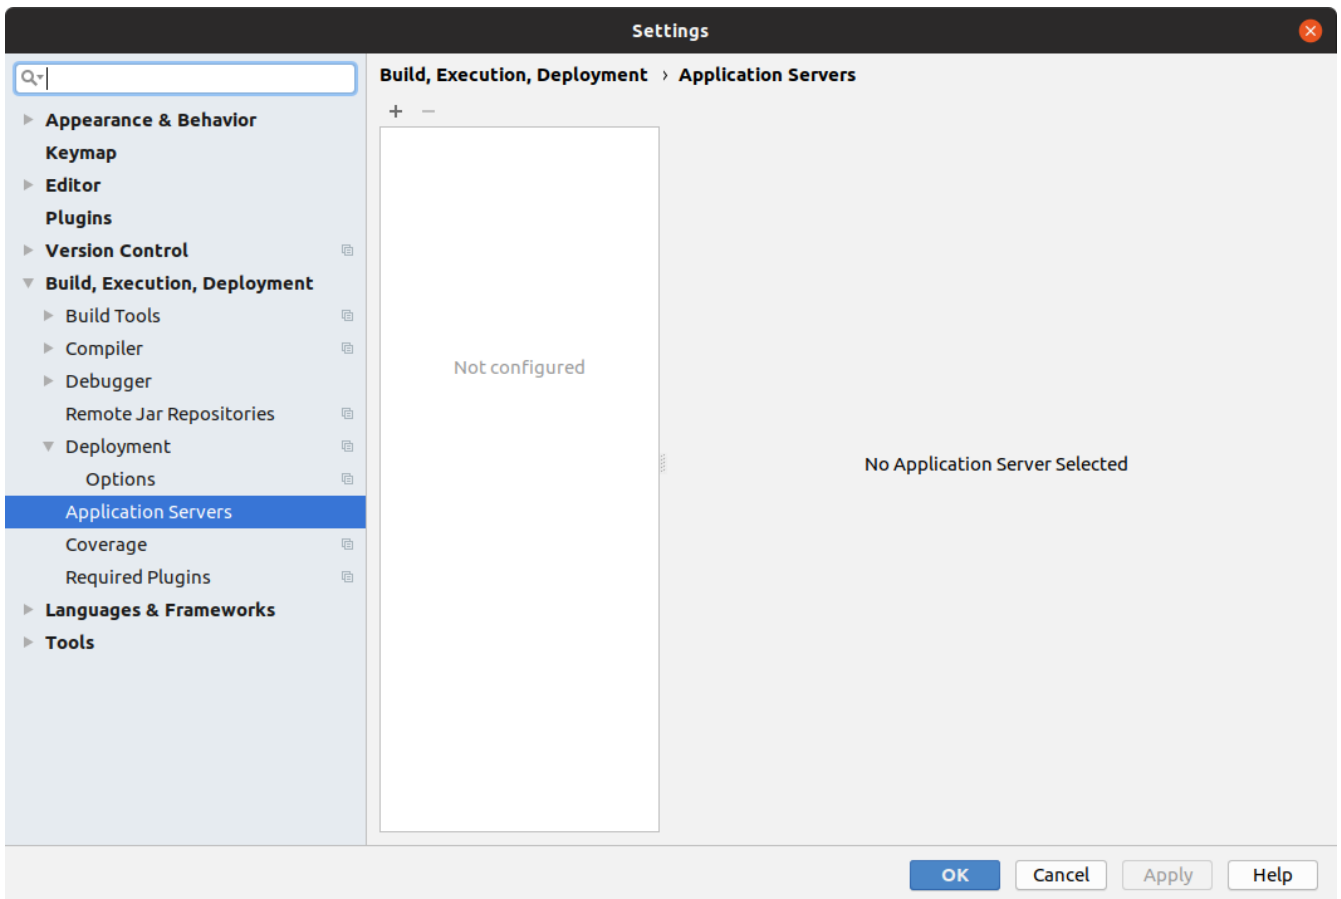 Settings
Build, Execution, Deployment › Application Servers
Appearance & Behavior
Keymap
Editor
Plugins
Version Control
Build, Execution, Deployment
Build Tools
Compiler
Debugger
Remote Jar Repositories
Deployment
Options
Application Servers
Coverage
Required Plugins
Languages & Frameworks
Tools
Not configured
No Application Server Selected
OK Cancel Apply Help